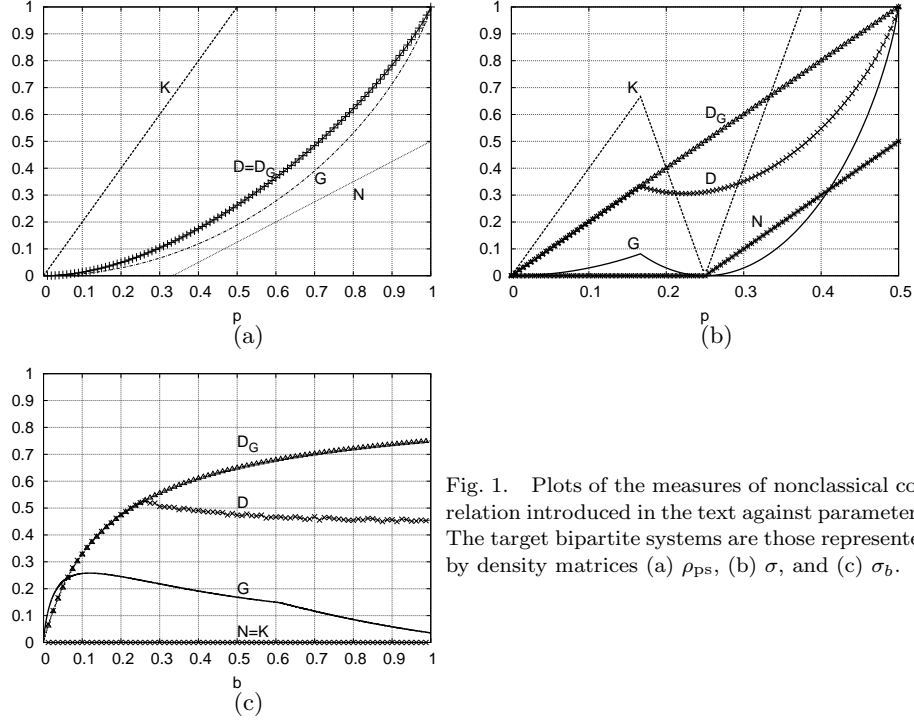 1
0.9
0.8
0.7
0.6
0.5
0.4
0.3
0.2
0.1
0
0 0.1 0.2 0.3 0.4 0.5 0.6 0.7 0.8 0.9 1
K
D=D_G
G
N
p
(a)
1
0.9
0.8
0.7
0.6
0.5
0.4
0.3
0.2
0.1
0
0 0.1 0.2 0.3 0.4 0.5
K
D_G
D
N
G
p
(b)
1
0.9
0.8
0.7
0.6
0.5
0.4
0.3
0.2
0.1
0
0 0.1 0.2 0.3 0.4 0.5 0.6 0.7 0.8 0.9 1
D_G
D
G
N=K
b
(c)
Fig. 1. Plots of the measures of nonclassical co
relation introduced in the text against parameter
The target bipartite systems are those represente
by density matrices (a) ρ_ps, (b) σ, and (c) σ_b.